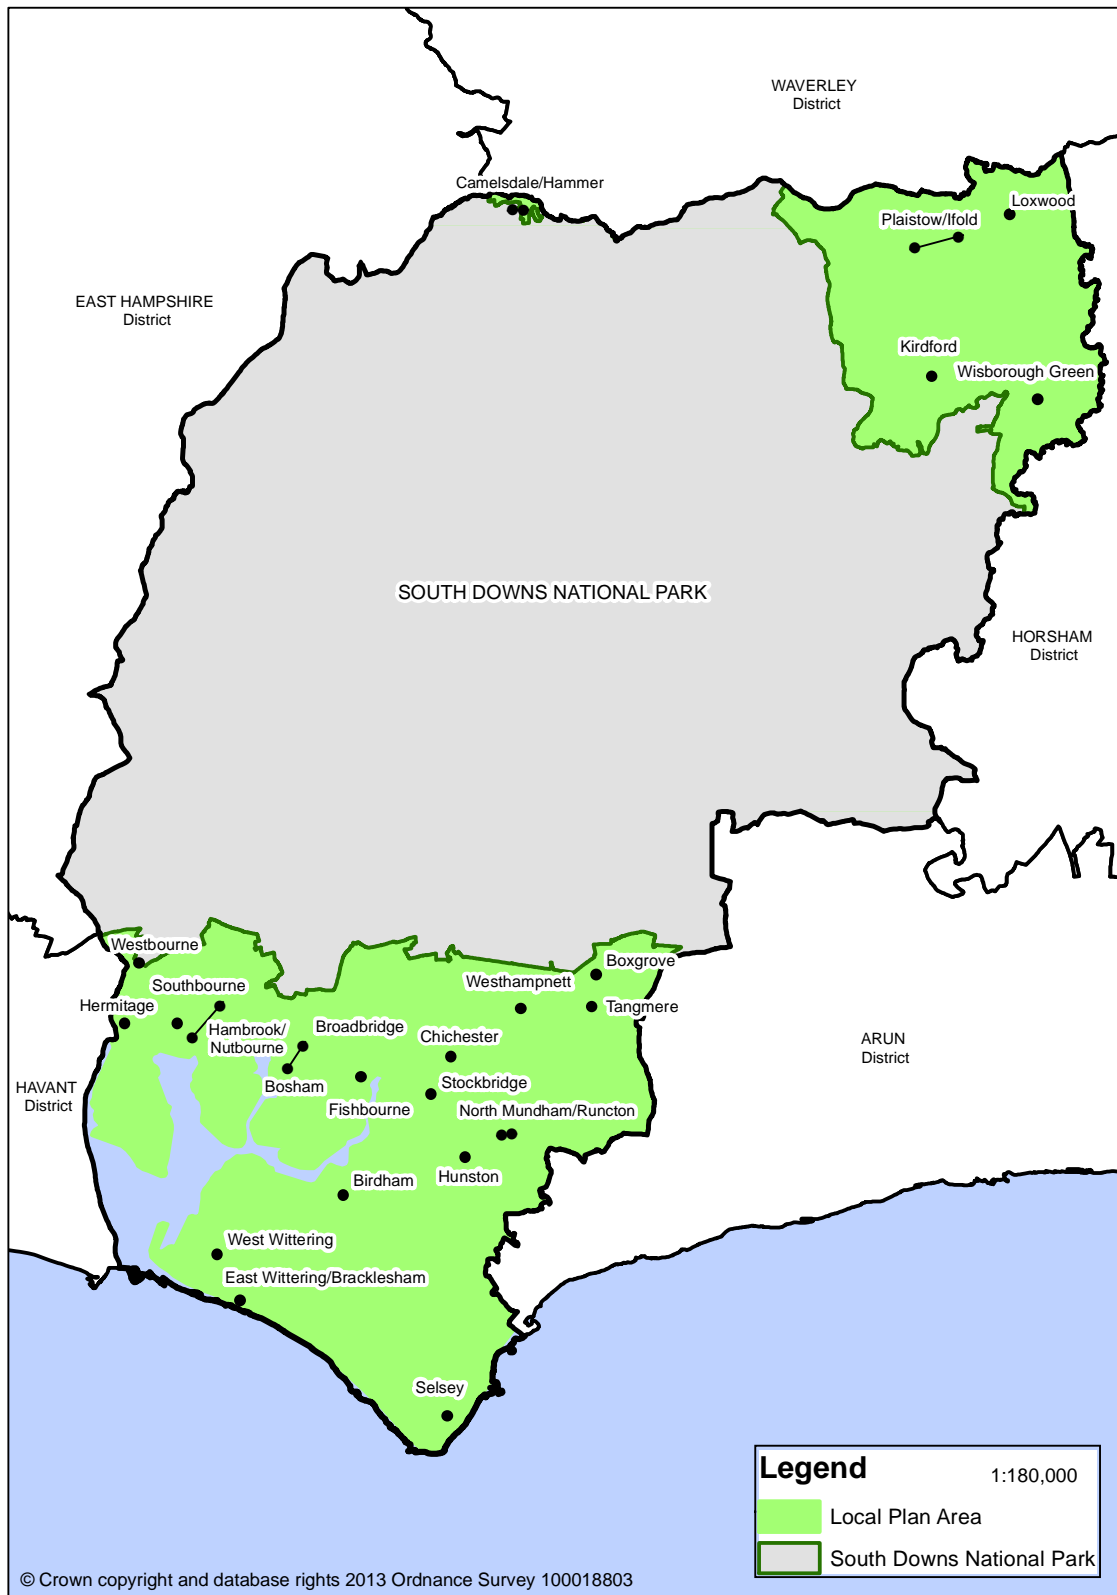 WAVERLEY
District
Camelsdale/Hammer
Loxwood
Plaistow/Ifold
EAST HAMPSHIRE
District
Kirdford
Wisborough Green
SOUTH DOWNS NATIONAL PARK
HORSHAM
District
Westbourne
Boxgrove
Westhampnett
Southbourne
Hermitage
Tangmere
Hambrook/
Nutbourne
Broadbridge
Chichester
ARUN
District
HAVANT
District
Bosham
Stockbridge
Fishbourne
North Mundham/Runcton
Hunston
Birdham
West Wittering
East Wittering/Bracklesham
Selsey
Legend
1:180,000
Local Plan Area
South Downs National Park
© Crown copyright and database rights 2013 Ordnance Survey 100018803